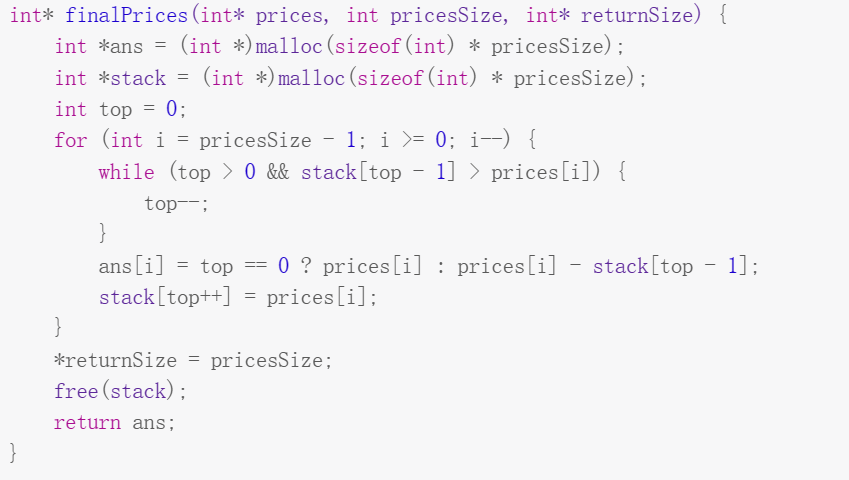 int* finalPrices(int* prices, int pricesSize, int* returnSize) {
    int *ans = (int *)malloc(sizeof(int) * pricesSize);
    int *stack = (int *)malloc(sizeof(int) * pricesSize);
    int top = 0;
    for (int i = pricesSize - 1; i >= 0; i--) {
        while (top > 0 && stack[top - 1] > prices[i]) {
            top--;
        }
        ans[i] = top == 0 ? prices[i] : prices[i] - stack[top - 1];
        stack[top++] = prices[i];
    }
    *returnSize = pricesSize;
    free(stack);
    return ans;
}